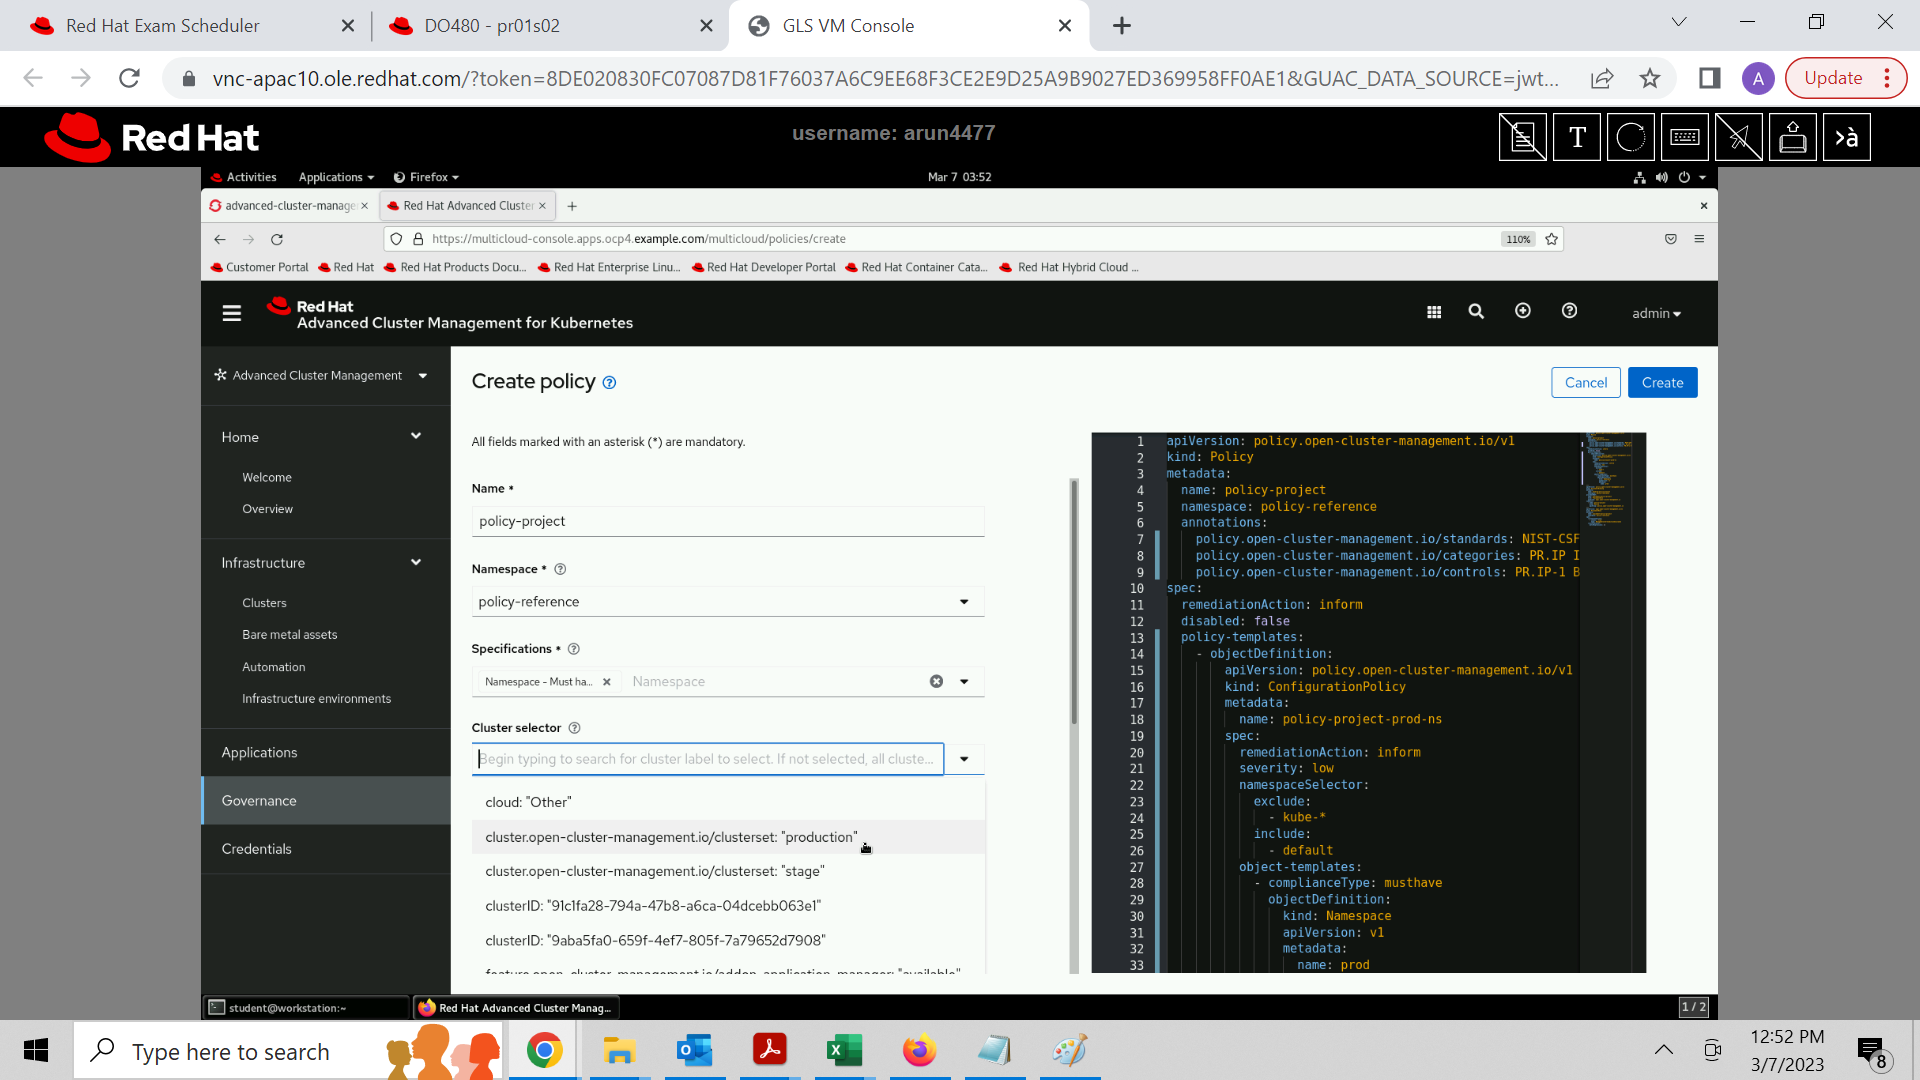 Red Hat Exam Scheduler
DO480 - pr01s02
GLS VM Console
vnc-apac10.ole.redhat.com/?token=8DE020830FC07087D81F76037A6C9EE68F3CE2E9D25A9B9027ED369958FF0AE1&GUAC_DATA_SOURCE=jwt...
A
Update
Red Hat
username: arun4477
T
>à
Activities
Applications
Firefox
Mar 7 03:52
advanced-cluster-manage
Red Hat Advanced Cluster
https://multicloud-console.apps.ocp4.example.com/multicloud/policies/create
110%
Customer Portal
Red Hat
Red Hat Products Docu...
Red Hat Enterprise Linu...
Red Hat Developer Portal
Red Hat Container Cata...
Red Hat Hybrid Cloud ...
Red Hat
Advanced Cluster Management for Kubernetes
admin
Advanced Cluster Management
Home
Welcome
Overview
Infrastructure
Clusters
Bare metal assets
Automation
Infrastructure environments
Applications
Governance
Credentials
Create policy
Cancel
Create
All fields marked with an asterisk (*) are mandatory.
Name *
policy-project
Namespace *
policy-reference
Specifications *
Namespace - Must ha...
Namespace
Cluster selector
Begin typing to search for cluster label to select. If not selected, all cluste...
cloud: "Other"
cluster.open-cluster-management.io/clusterset: "production"
cluster.open-cluster-management.io/clusterset: "stage"
clusterID: "91c1fa28-794a-47b8-a6ca-04dcebb063e1"
clusterID: "9aba5fa0-659f-4ef7-805f-7a79652d7908"
feature.open-cluster-management.io/addon-application-manager: "available"
1 apiVersion: policy.open-cluster-management.io/v1
2 kind: Policy
3 metadata:
4 name: policy-project
5 namespace: policy-reference
6 annotations:
7 policy.open-cluster-management.io/standards: NIST-CSF
8 policy.open-cluster-management.io/categories: PR.IP I
9 policy.open-cluster-management.io/controls: PR.IP-1 B
10 spec:
11 remediationAction: inform
12 disabled: false
13 policy-templates:
14 - objectDefinition:
15 apiVersion: policy.open-cluster-management.io/v1
16 kind: ConfigurationPolicy
17 metadata:
18 name: policy-project-prod-ns
19 spec:
20 remediationAction: inform
21 severity: low
22 namespaceSelector:
23 exclude:
24 - kube-*
25 include:
26 - default
27 object-templates:
28 - complianceType: musthave
29 objectDefinition:
30 kind: Namespace
31 apiVersion: v1
32 metadata:
33 name: prod
student@workstation:~
Red Hat Advanced Cluster Manag...
1 / 2
Type here to search
12:52 PM
3/7/2023
8